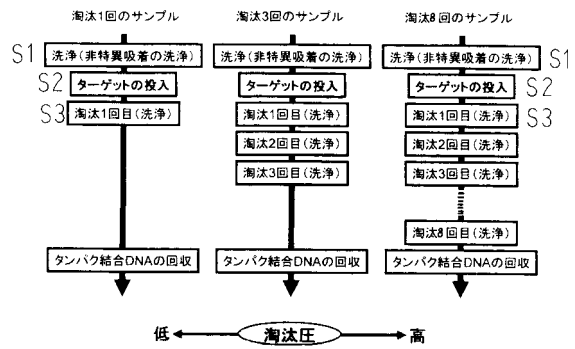 淘汰1回のサンプル
淘汰3回のサンプル
淘汰8回のサンプル
S1 洗浄(非特異吸着の洗浄)
洗浄(非特異吸着の洗浄)
洗浄(非特異吸着の洗浄) S1
S2 ターゲットの投入
ターゲットの投入
ターゲットの投入 S2
S3 淘汰1回目(洗浄)
淘汰1回目(洗浄)
淘汰1回目(洗浄) S3
淘汰2回目(洗浄)
淘汰2回目(洗浄)
淘汰3回目(洗浄)
淘汰3回目(洗浄)
淘汰8回目(洗浄)
タンパク結合DNAの回収
タンパク結合DNAの回収
タンパク結合DNAの回収
低 淘汰圧 高